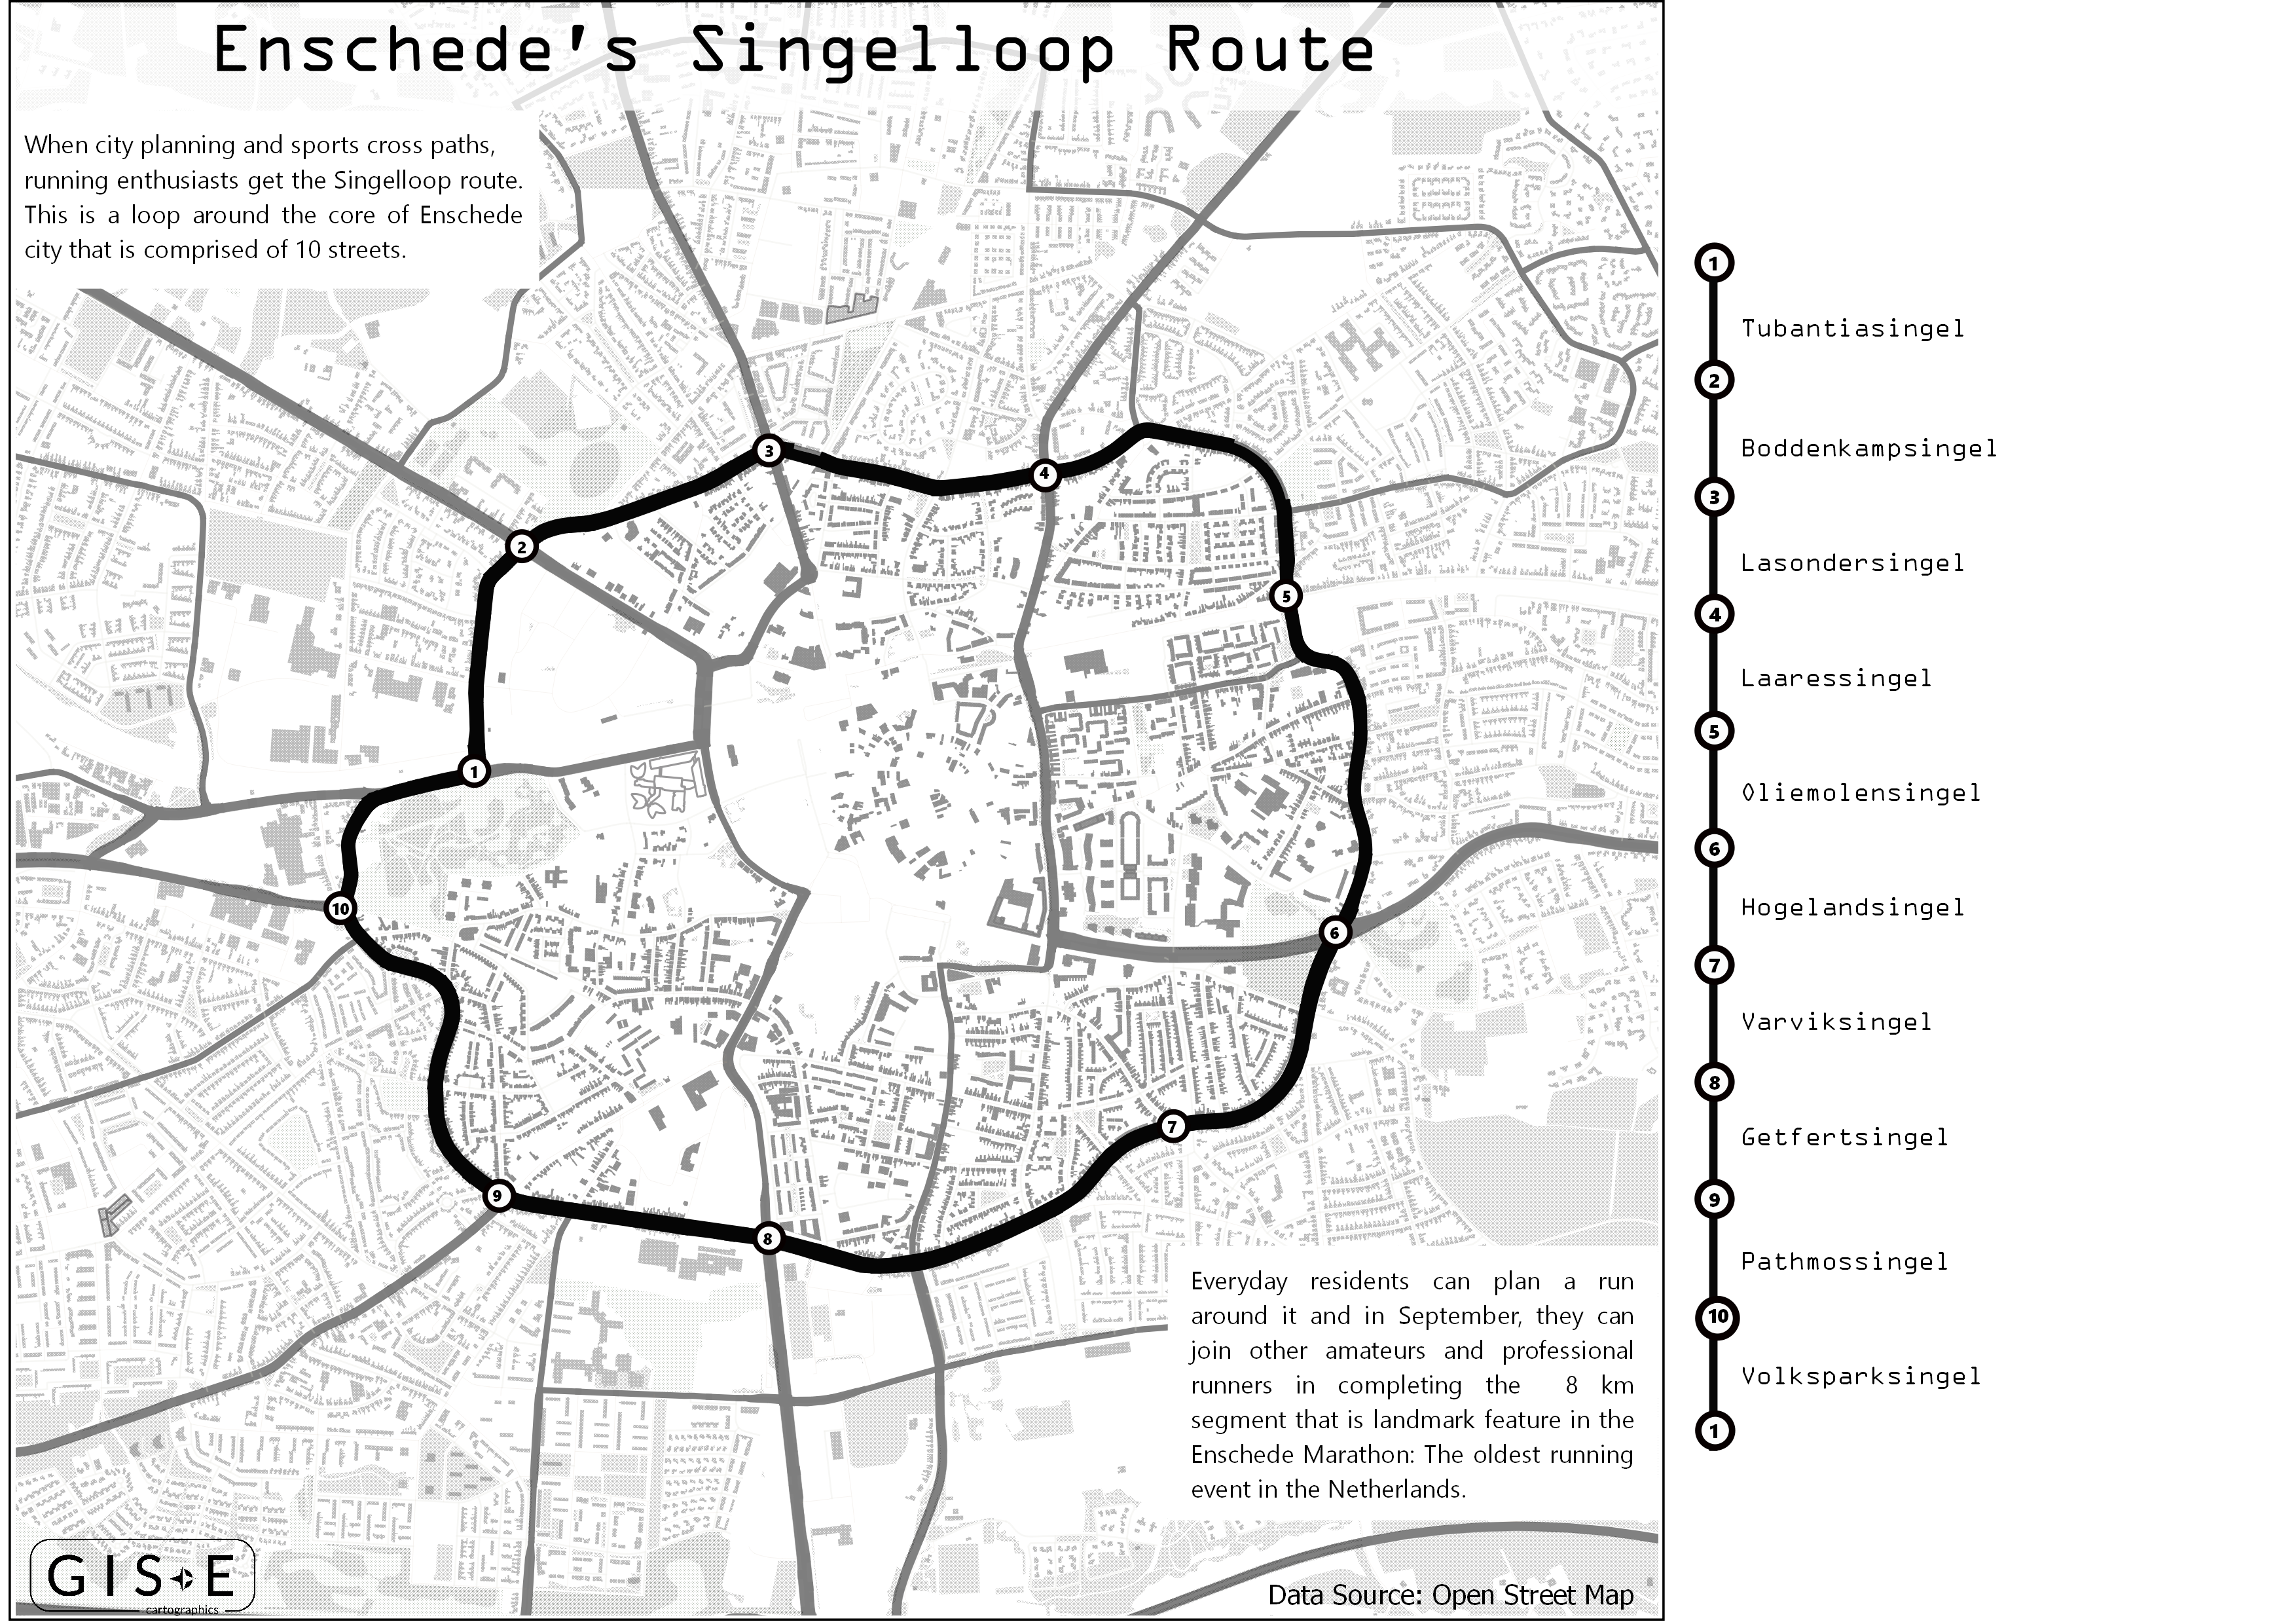 Enschede's Singelloop Route
When city planning and sports cross paths,
running enthusiasts get the Singelloop route.
This is a loop around the core of Enschede
city that is comprised of 10 streets.
3
4
2
5
1
10
6
7
9
8
Everyday residents can plan a run
around it and in September, they can
join other amateurs and professional
runners in completing the 8 km
segment that is landmark feature in the
Enschede Marathon: The oldest running
event in the Netherlands.
GIS E
cartographics
Data Source: Open Street Map
1
Tubantiasingel
2
Boddenkampsingel
3
Lasondersingel
4
Laaressingel
5
Oliemolensingel
6
Hogelandsingel
7
Varviksingel
8
Getfertsingel
9
Pathmossingel
10
Volksparksingel
1